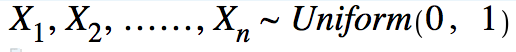 X₁, X₂, ......, Xₙ ~ Uniform(0, 1)